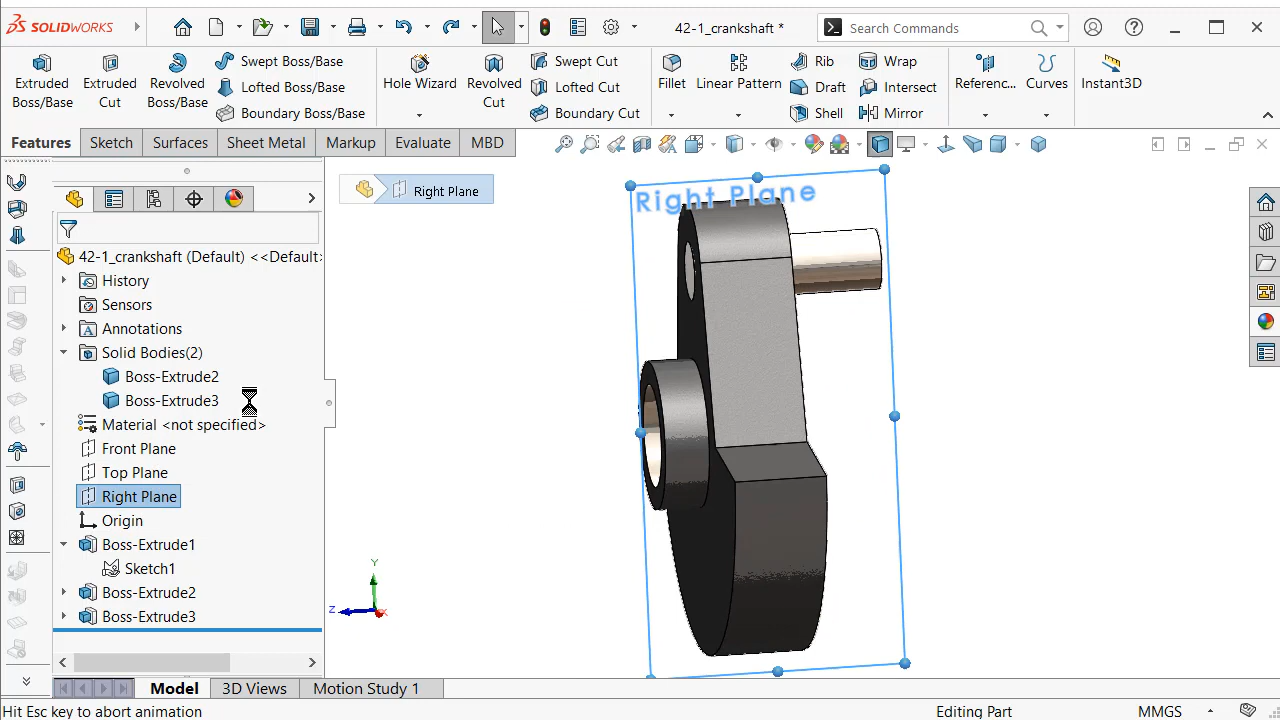 SOLIDWORKS
42-1_crankshaft *
Search Commands
Extruded Boss/Base
Extruded Cut
Revolved Boss/Base
Swept Boss/Base
Lofted Boss/Base
Boundary Boss/Base
Hole Wizard
Revolved Cut
Swept Cut
Lofted Cut
Boundary Cut
Fillet
Linear Pattern
Rib
Draft
Shell
Wrap
Intersect
Mirror
Referenc...
Curves
Instant3D
Features
Sketch
Surfaces
Sheet Metal
Markup
Evaluate
MBD
Right Plane
Right Plane
42-1_crankshaft (Default) <<Default>
History
Sensors
Annotations
Solid Bodies(2)
Boss-Extrude2
Boss-Extrude3
Material <not specified>
Front Plane
Top Plane
Right Plane
Origin
Boss-Extrude1
Sketch1
Boss-Extrude2
Boss-Extrude3
Y
Z
X
Model
3D Views
Motion Study 1
Hit Esc key to abort animation
Editing Part
MMGS